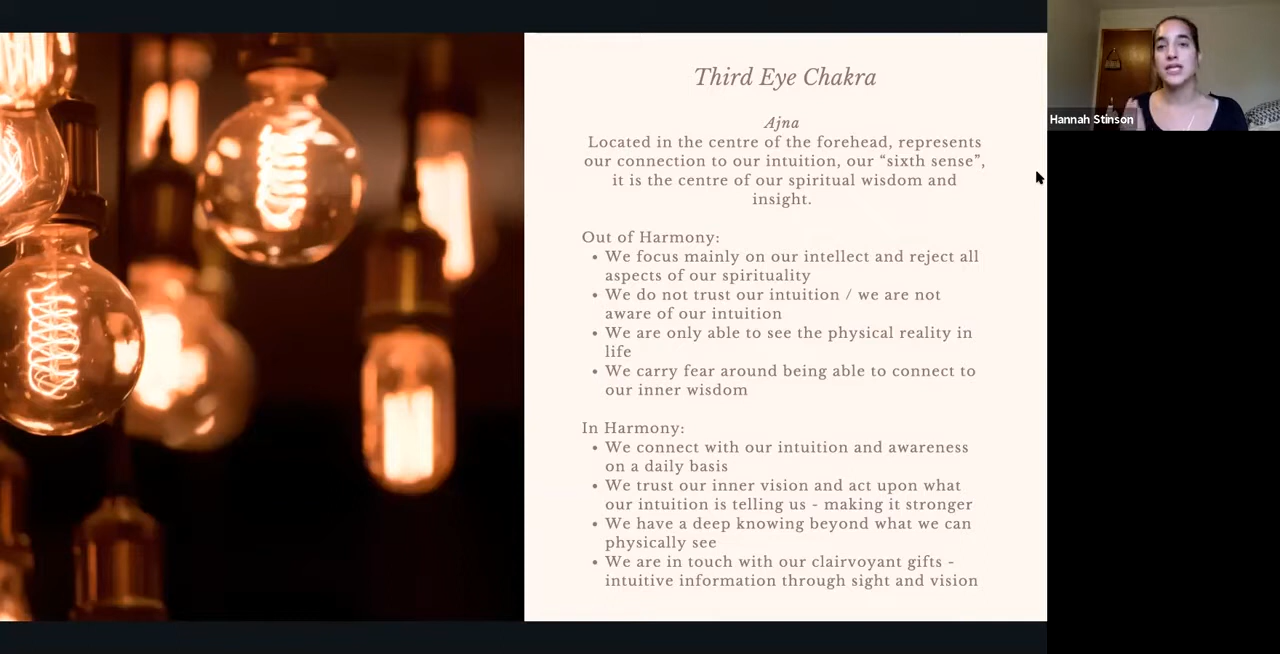 Third Eye Chakra
Ajna
Located in the centre of the forehead, represents
our connection to our intuition, our “sixth sense”,
it is the centre of our spiritual wisdom and
insight.
Out of Harmony:
• We focus mainly on our intellect and reject all
aspects of our spirituality
• We do not trust our intuition / we are not
aware of our intuition
• We are only able to see the physical reality in
life
• We carry fear around being able to connect to
our inner wisdom
In Harmony:
• We connect with our intuition and awareness
on a daily basis
• We trust our inner vision and act upon what
our intuition is telling us - making it stronger
• We have a deep knowing beyond what we can
physically see
• We are in touch with our clairvoyant gifts -
intuitive information through sight and vision
Hannah Stinson